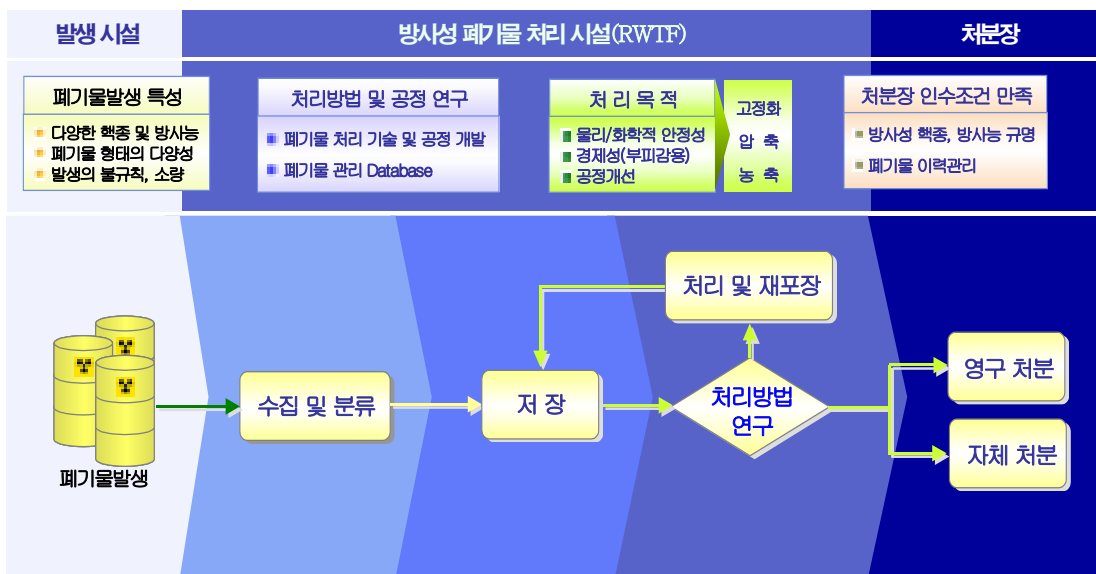 발생 시설
방사성 폐기물 처리 시설(RWTF)
처분장
폐기물발생 특성
다양한 핵종 및 방사능
폐기물 형태의 다양성
발생의 불규칙, 소량
처리방법 및 공정 연구
폐기물 처리 기술 및 공정 개발
폐기물 관리 Database
처 리 목 적
물리/화학적 안정성
경제성(부피감용)
공정개선
고정화
압 축
농 축
처분장 인수조건 만족
방사성 핵종, 방사능 규명
폐기물 이력관리
처리 및 재포장
영구 처분
수집 및 분류
저 장
처리방법
연구
자체 처분
폐기물발생